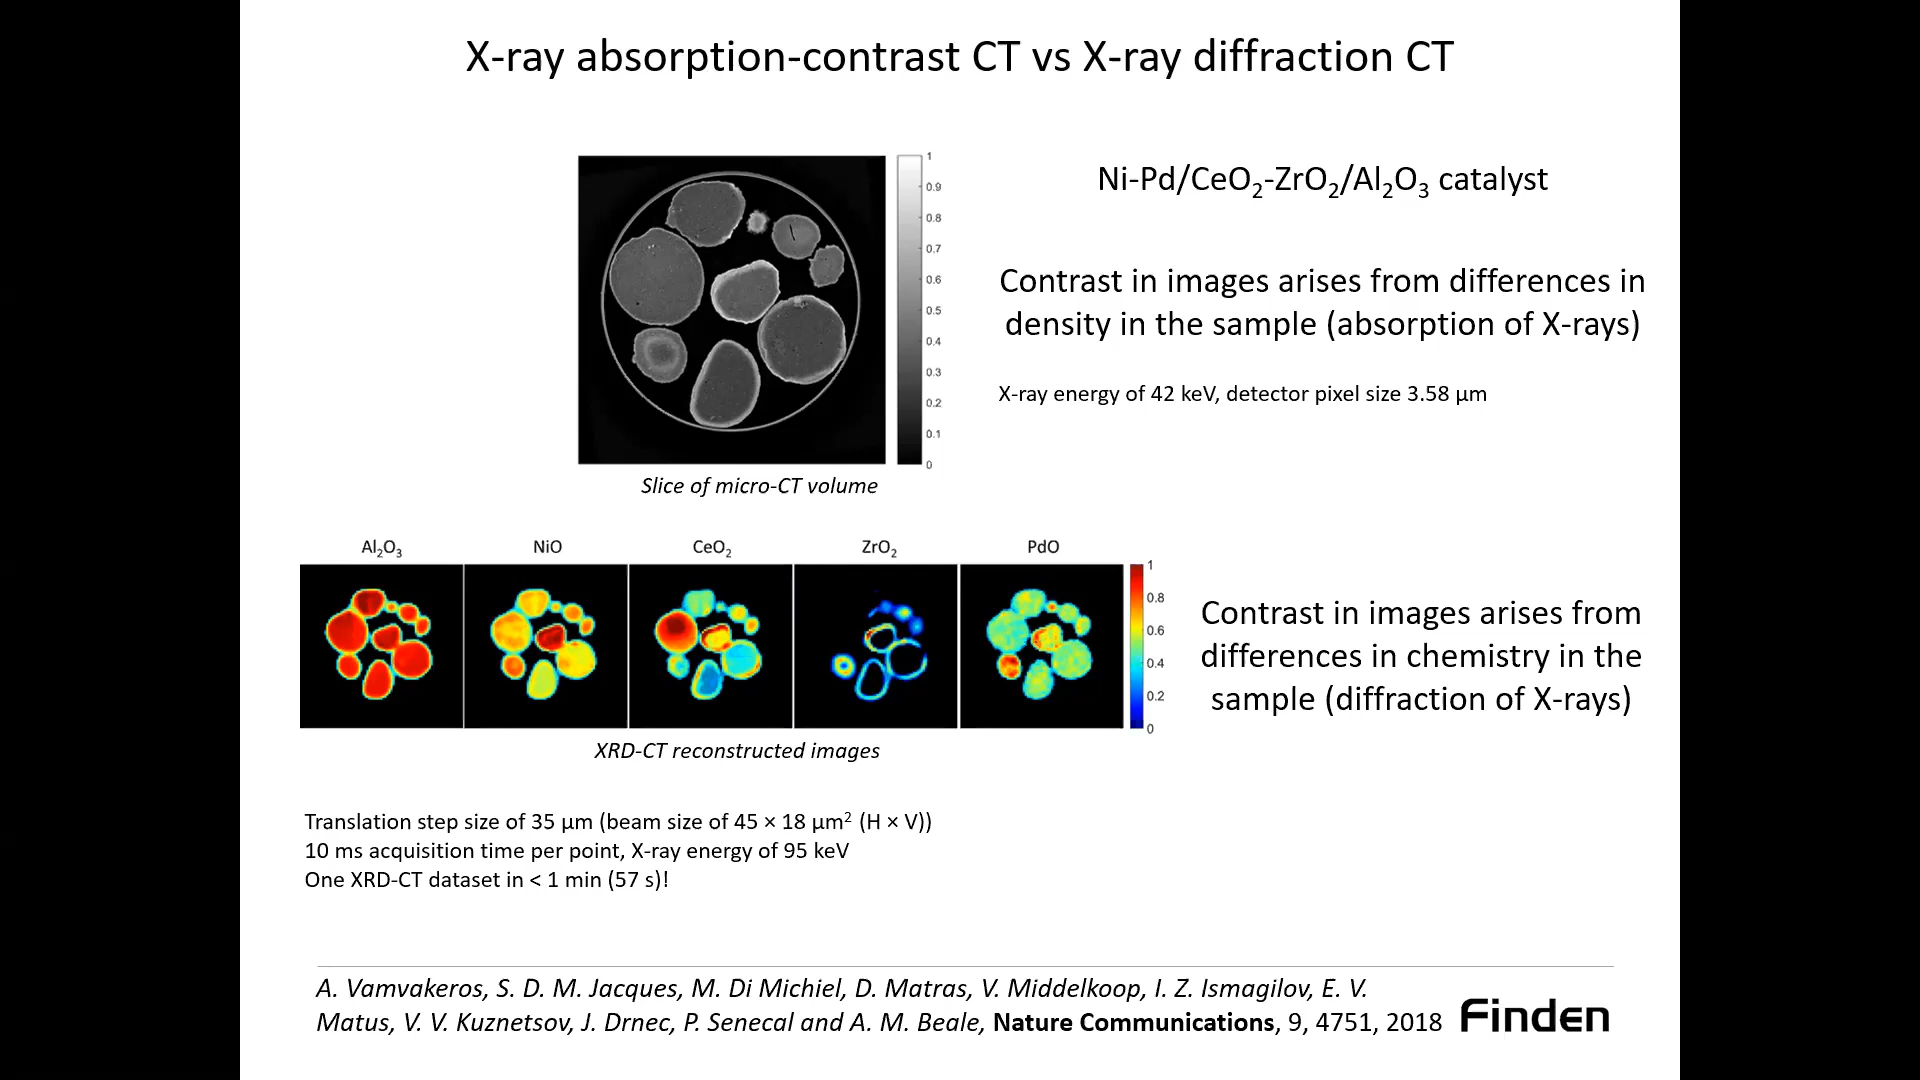 X-ray absorption-contrast CT vs X-ray diffraction CT
1
0.9
0.8
0.7
0.6
0.5
0.4
0.3
0.2
0.1
0
Slice of micro-CT volume
Ni-Pd/CeO₂-ZrO₂/Al₂O₃ catalyst
Contrast in images arises from differences in
density in the sample (absorption of X-rays)
X-ray energy of 42 keV, detector pixel size 3.58 µm
Al₂O₃ NiO CeO₂ ZrO₂ PdO
1
0.8
0.6
0.4
0.2
0
XRD-CT reconstructed images
Contrast in images arises from
differences in chemistry in the
sample (diffraction of X-rays)
Translation step size of 35 µm (beam size of 45 × 18 µm² (H × V))
10 ms acquisition time per point, X-ray energy of 95 keV
One XRD-CT dataset in < 1 min (57 s)!
A. Vamvakeros, S. D. M. Jacques, M. Di Michiel, D. Matras, V. Middelkoop, I. Z. Ismagilov, E. V.
Matus, V. V. Kuznetsov, J. Drnec, P. Senecal and A. M. Beale, Nature Communications, 9, 4751, 2018
Finden